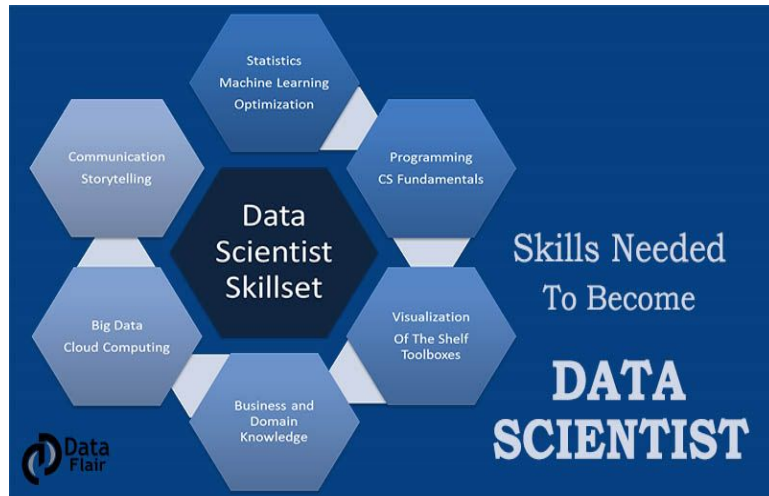 Statistics
Machine Learning
Optimization
Programming
CS Fundamentals
Visualization
Of The Shelf
Toolboxes
Business and
Domain
Knowledge
Big Data
Cloud Computing
Communication
Storytelling
Data
Scientist
Skillset
Skills Needed
To Become
DATA
SCIENTIST
Data
Flair